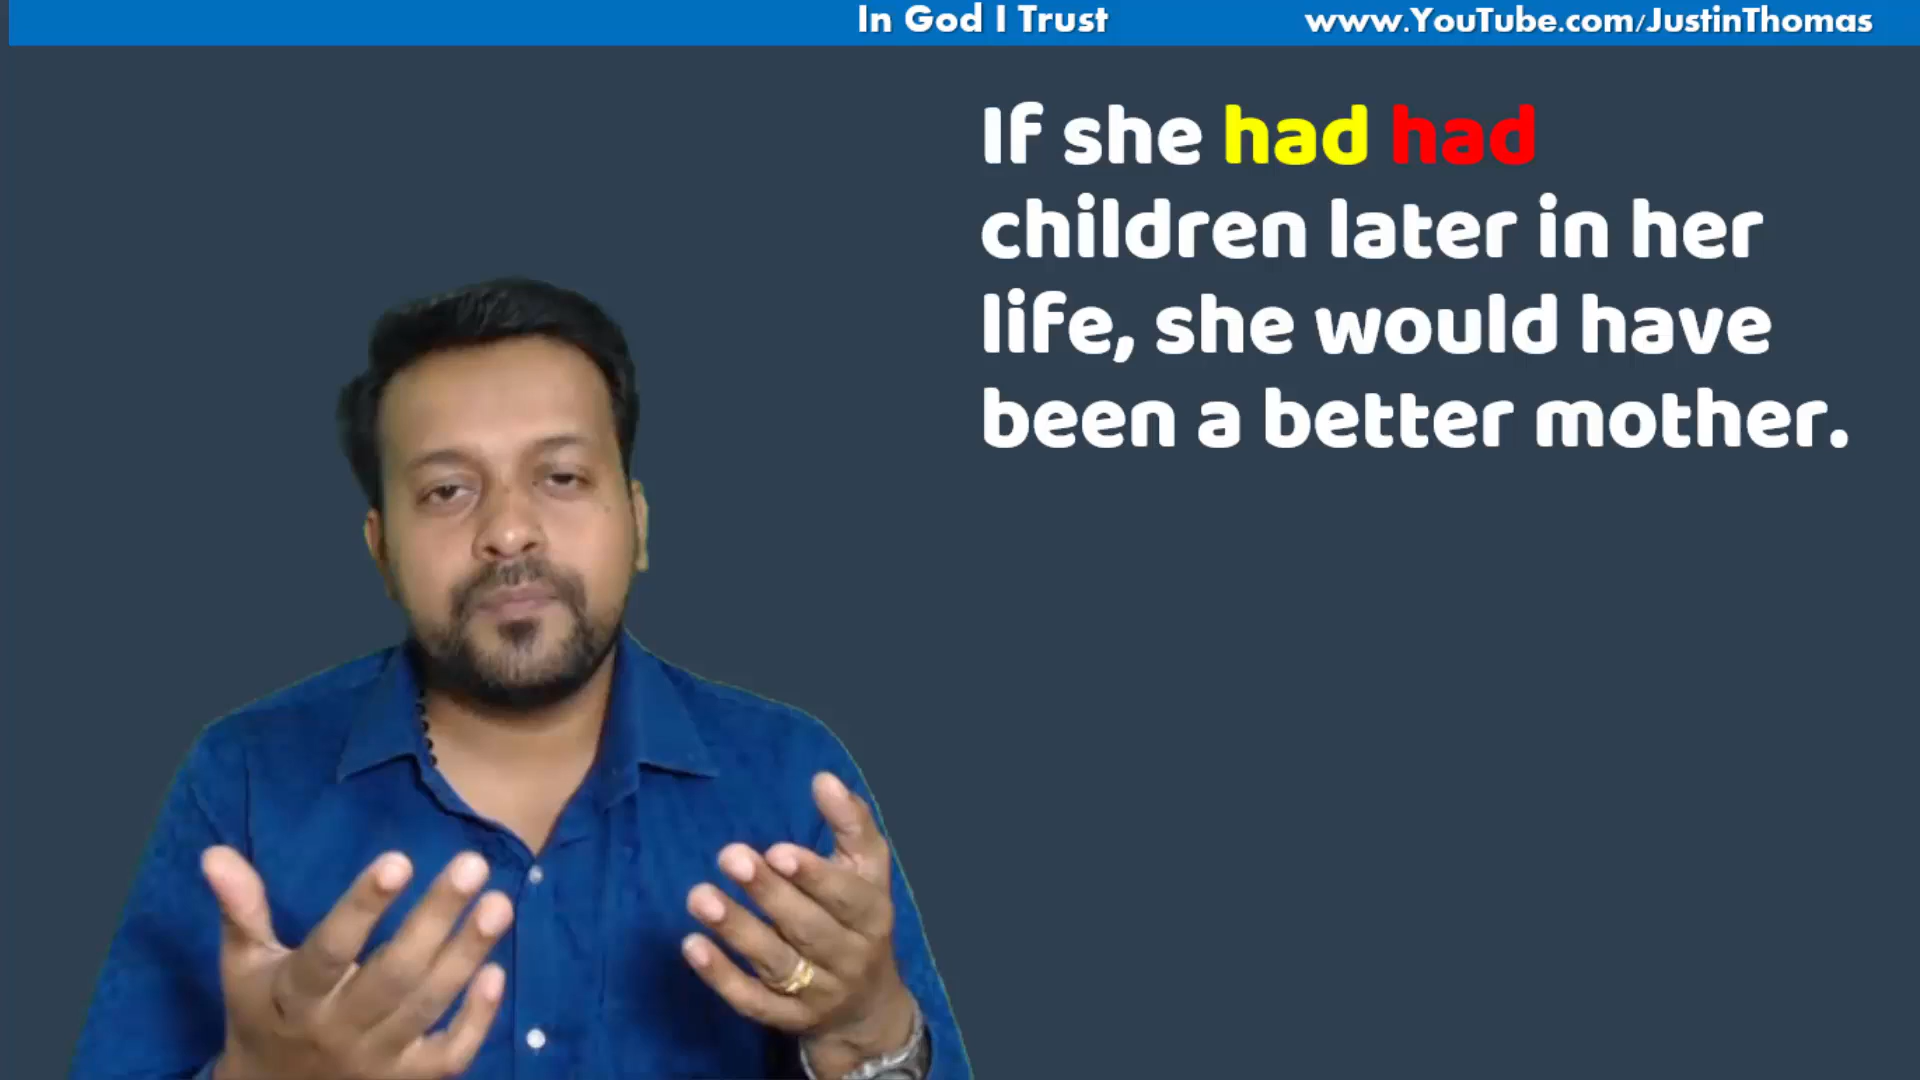 In God I Trust
www.YouTube.com/JustinThomas
If she had had
children later in her
life, she would have
been a better mother.